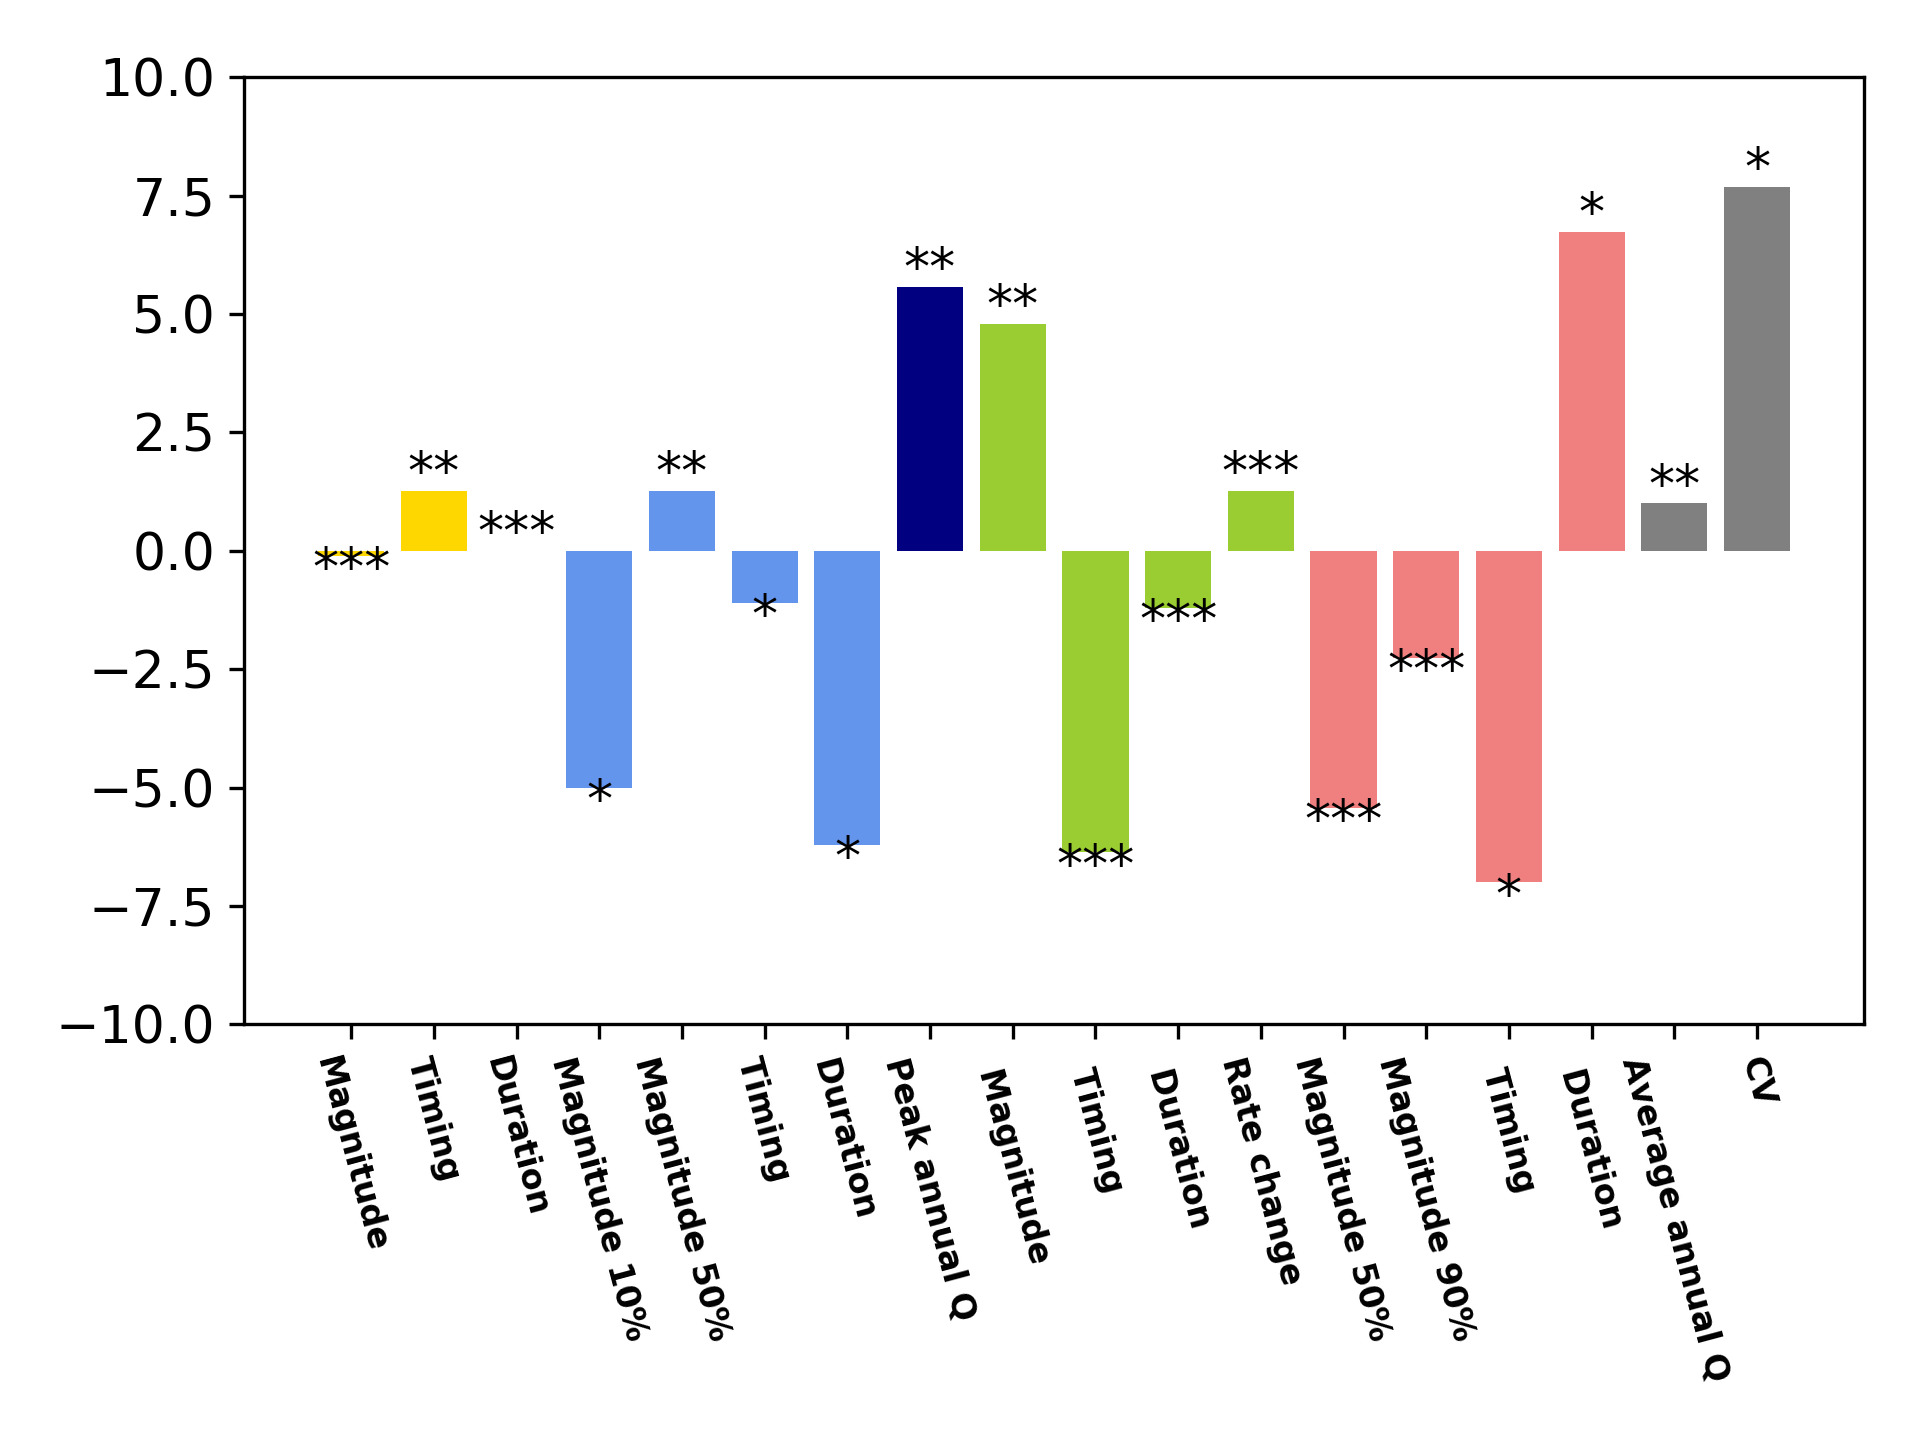 10.0
7.5
5.0
2.5
0.0
−2.5
−5.0
−7.5
−10.0
***
**
***
*
**
*
*
**
**
***
***
***
***
***
*
*
**
*
Magnitude
Timing
Duration
Magnitude 10%
Magnitude 50%
Timing
Duration
Peak annual Q
Magnitude
Timing
Duration
Rate change
Magnitude 50%
Magnitude 90%
Timing
Duration
Average annual Q
CV